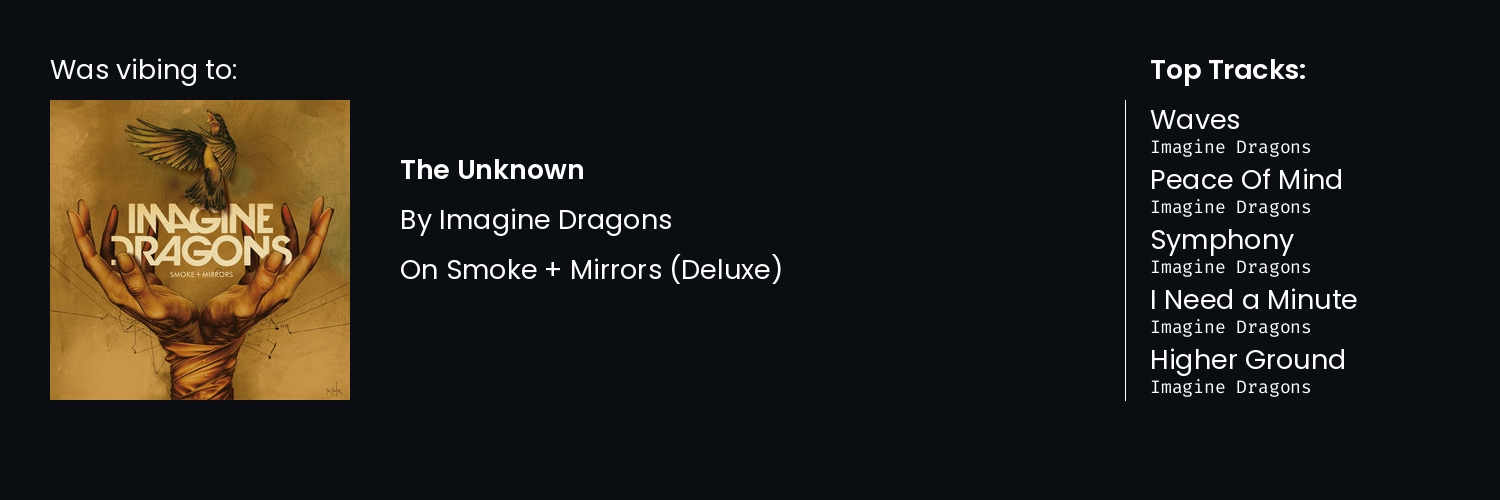 Was vibing to:
IMAGINE
DRAGONS
SMOKE + MIRRORS
The Unknown
By Imagine Dragons
On Smoke + Mirrors (Deluxe)
Top Tracks:
Waves
Imagine Dragons
Peace Of Mind
Imagine Dragons
Symphony
Imagine Dragons
I Need a Minute
Imagine Dragons
Higher Ground
Imagine Dragons